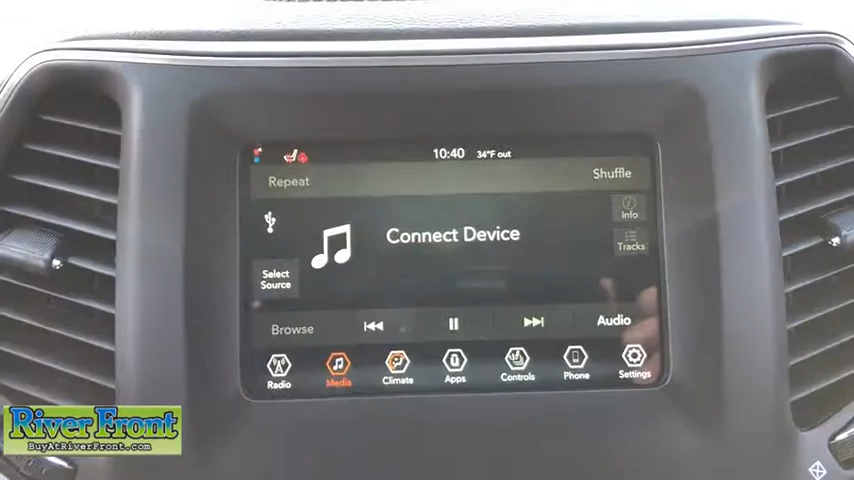 10:40 34°F out
Repeat
Shuffle
Info
Connect Device
Tracks
Select
Source
Browse
Audio
Radio
Media
Climate
Apps
Controls
Phone
Settings
River Front
BuyAtRiverFront.com